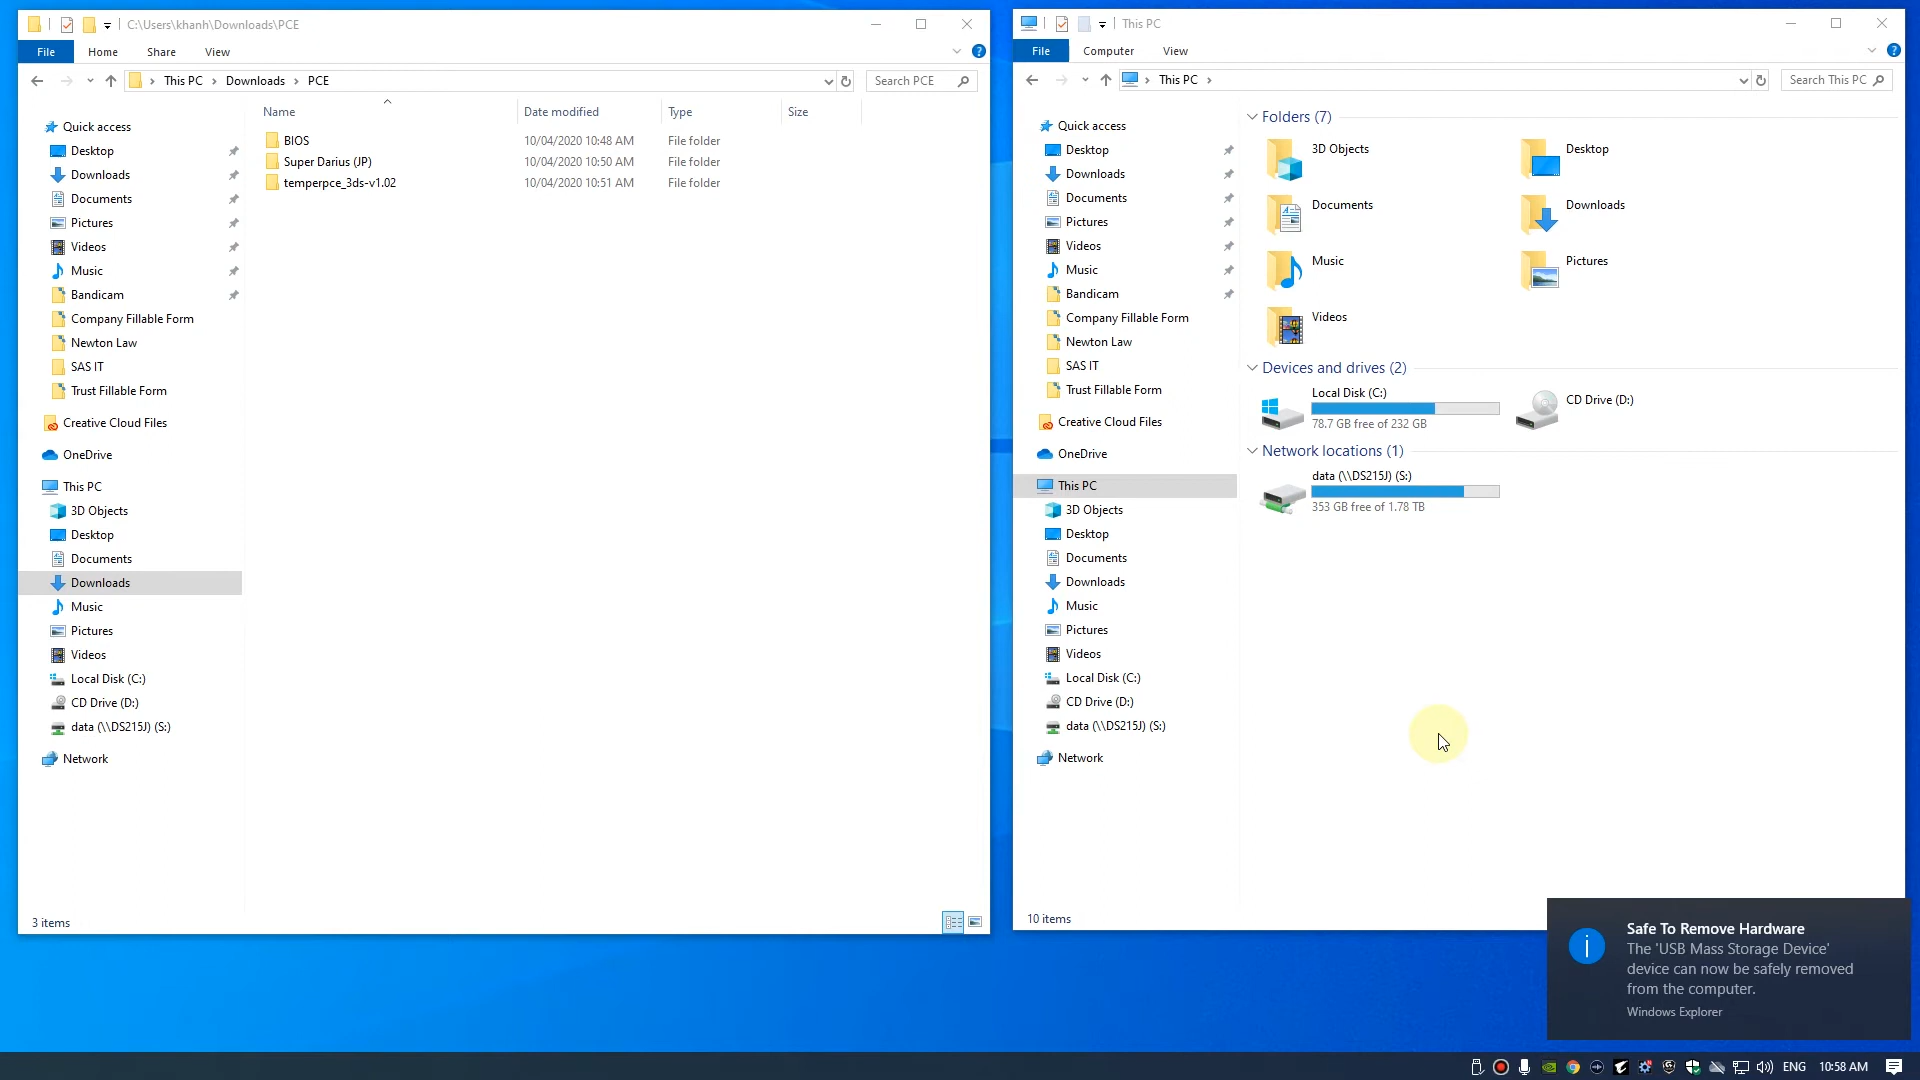 C:\Users\khanh\Downloads\PCE
File Home Share View
This PC Downloads PCE
Search PCE
Name Date modified Type Size
BIOS 10/04/2020 10:48 AM File folder
Super Darius (JP) 10/04/2020 10:50 AM File folder
temperpce_3ds-v1.02 10/04/2020 10:51 AM File folder
Quick access
Desktop
Downloads
Documents
Pictures
Videos
Music
Bandicam
Company Fillable Form
Newton Law
SAS IT
Trust Fillable Form
Creative Cloud Files
OneDrive
This PC
3D Objects
Desktop
Documents
Downloads
Music
Pictures
Videos
Local Disk (C:)
CD Drive (D:)
data (\\DS215J) (S:)
Network
3 items
This PC
File Computer View
This PC
Search This PC
Quick access
Desktop
Downloads
Documents
Pictures
Videos
Music
Bandicam
Company Fillable Form
Newton Law
SAS IT
Trust Fillable Form
Creative Cloud Files
OneDrive
This PC
3D Objects
Desktop
Documents
Downloads
Music
Pictures
Videos
Local Disk (C:)
CD Drive (D:)
data (\\DS215J) (S:)
Network
Folders (7)
3D Objects Desktop
Documents Downloads
Music Pictures
Videos
Devices and drives (2)
Local Disk (C:)
78.7 GB free of 232 GB
CD Drive (D:)
Network locations (1)
data (\\DS215J) (S:)
353 GB free of 1.78 TB
10 items
Safe To Remove Hardware
The 'USB Mass Storage Device'
device can now be safely removed
from the computer.
Windows Explorer
ENG 10:58 AM